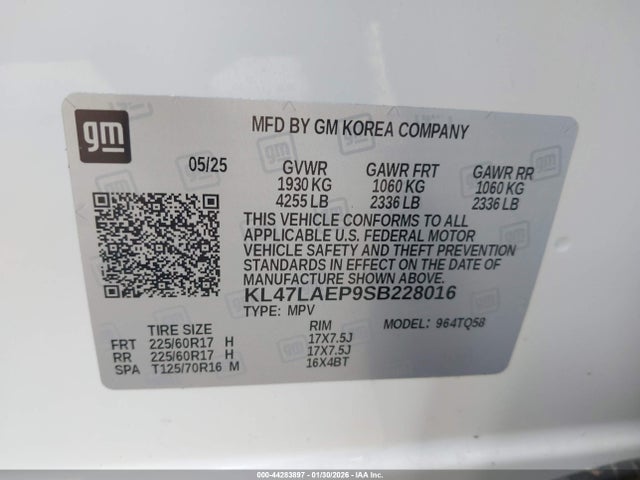 gm
MFD BY GM KOREA COMPANY
05/25 GVWR GAWR FRT GAWR RR
1930 KG 1060 KG 1060 KG
4255 LB 2336 LB 2336 LB
THIS VEHICLE CONFORMS TO ALL
APPLICABLE U.S. FEDERAL MOTOR
VEHICLE SAFETY AND THEFT PREVENTION
STANDARDS IN EFFECT ON THE DATE OF
MANUFACTURE SHOWN ABOVE.
KL47LAEP9SB228016
TYPE: MPV MODEL: 964TQ58
TIRE SIZE RIM
FRT 225/60R17 H 17X7.5J
RR 225/60R17 H 17X7.5J
SPA T125/70R16 M 16X4BT
000-44283897 - 01/30/2026 - IAA Sc.